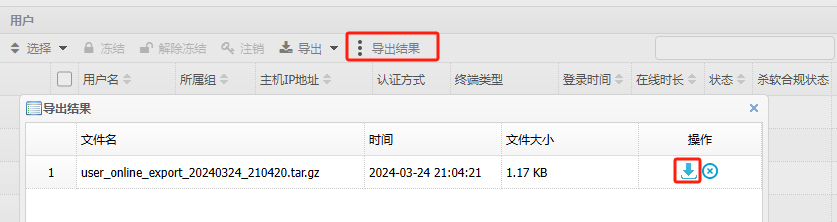 用户
选择 冻结 解除冻结 注销 导出 导出结果
用户名 所属组 主机IP地址 认证方式 终端类型 登录时间 在线时长 状态 杀软合规状态
导出结果
文件名 时间 文件大小 操作
1 user_online_export_20240324_210420.tar.gz 2024-03-24 21:04:21 1.17 KB